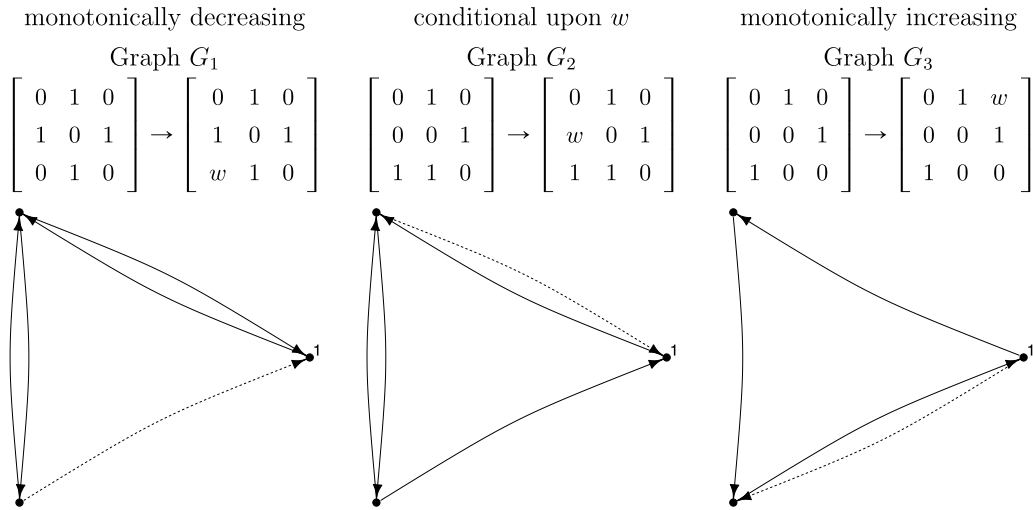 monotonically decreasing conditional upon w monotonically increasing
Graph G₁ Graph G₂ Graph G₃
0 1 0 0 1 0 0 1 0 0 1 0 0 1 0 0 1 w
1 0 1 → 1 0 1 0 0 1 → w 0 1 0 0 1 → 0 0 1
0 1 0 w 1 0 1 1 0 1 1 0 1 0 0 1 0 0
1 1 1